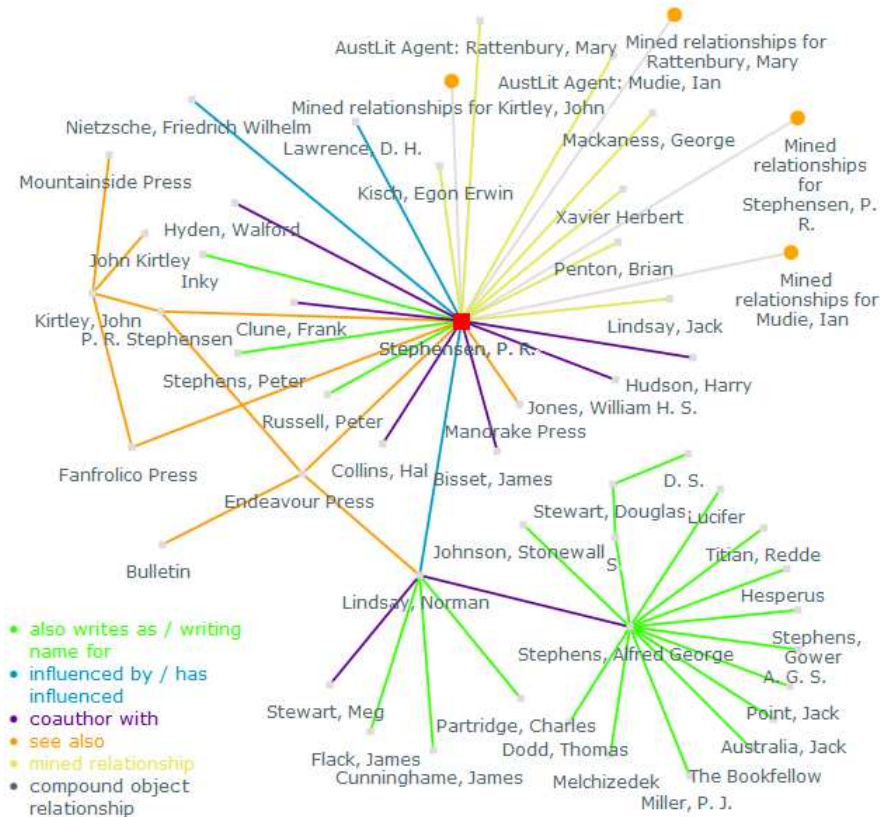 AustLit Agent: Rattenbury, Mary
Mined relationships for
Rattenbury, Mary
AustLit Agent: Mudie, Ian
Mined relationships for Kirtley, John
Nietzsche, Friedrich Wilhelm
Lawrence, D. H.
Mackaness, George
Mined
relationships
for
Stephensen, P.
R.
Mountainside Press
Kisch, Egon Erwin
Xavier Herbert
Hyden, Walford
John Kirtley
Inky
Penton, Brian
Mined
relationships for
Mudie, Ian
Kirtley, John
P. R. Stephensen
Clune, Frank
Lindsay, Jack
Stephensen, P. R.
Stephens, Peter
Hudson, Harry
Russell, Peter
Jones, William H. S.
Mandrake Press
Fanfrolico Press
Collins, Hal
Bisset, James
Endeavour Press
D. S.
Stewart, Douglas
Lucifer
Johnson, Stonewall
S
Titian, Redde
Bulletin
Hesperus
Lindsay, Norman
Stephens,
Gower
Stephens, Alfred George
A. G. S.
Stewart, Meg
Partridge, Charles
Point, Jack
Flack, James
Dodd, Thomas
Australia, Jack
Cunninghame, James
Melchizedek
The Bookfellow
Miller, P. J.
also writes as / writing
name for
influenced by / has
influenced
coauthor with
see also
mined relationship
compound object
relationship